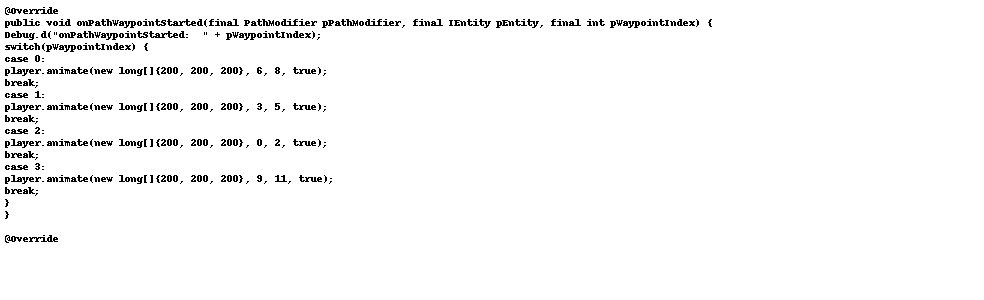 @Override
public void onPathWaypointStarted(final PathModifier pPathModifier, final IEntity pEntity, final int pWaypointIndex) {
Debug.d("onPathWaypointStarted:  " + pWaypointIndex);
switch(pWaypointIndex) {
case 0:
player.animate(new long[]{200, 200, 200}, 6, 8, true);
break;
case 1:
player.animate(new long[]{200, 200, 200}, 3, 5, true);
break;
case 2:
player.animate(new long[]{200, 200, 200}, 0, 2, true);
break;
case 3:
player.animate(new long[]{200, 200, 200}, 9, 11, true);
break;
}
}
@Override